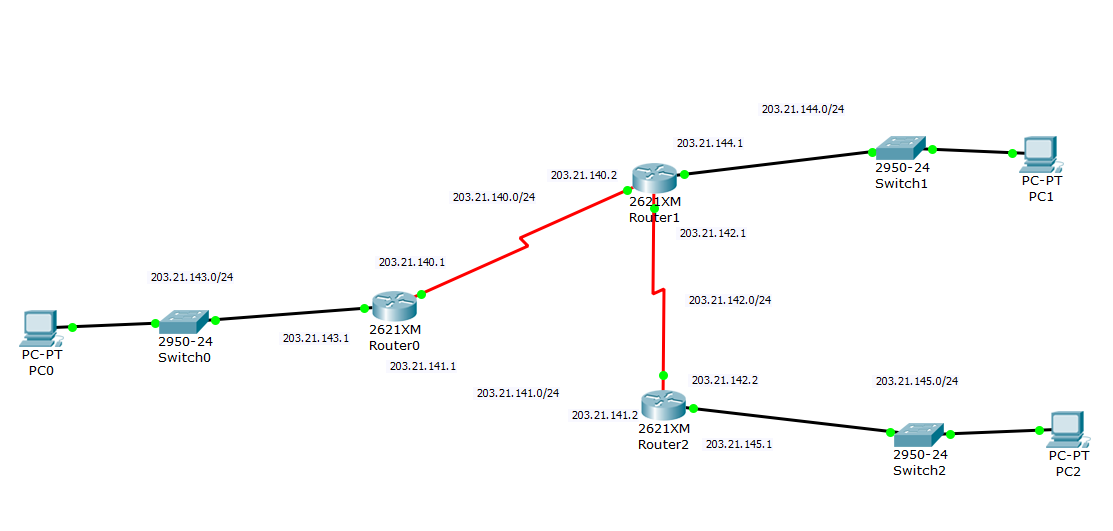 203.21.144.0/24
203.21.144.1
2950-24
Switch1
PC-PT
PC1
203.21.140.2
203.21.140.0/24
2621XM
Router1
203.21.142.1
203.21.140.1
203.21.143.0/24
203.21.142.0/24
2621XM
Router0
203.21.143.1
2950-24
Switch0
PC-PT
PC0
203.21.141.1
203.21.142.2
203.21.145.0/24
203.21.141.0/24
203.21.141.2
2621XM
Router2
203.21.145.1
2950-24
Switch2
PC-PT
PC2